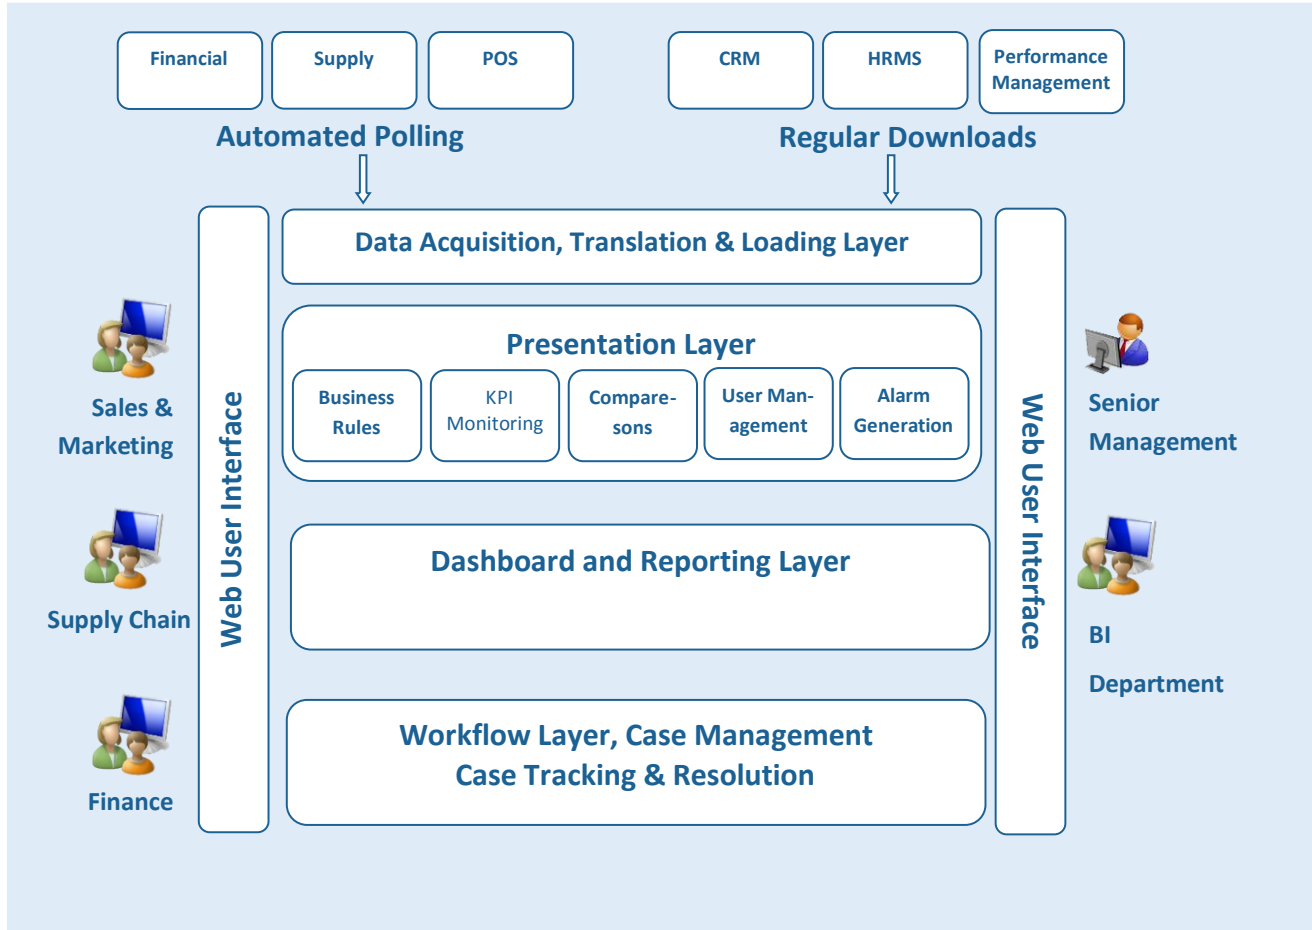 Financial
Supply
POS
CRM
HRMS
Performance
Management
Automated Polling
Regular Downloads
Data Acquisition, Translation & Loading Layer
Presentation Layer
Business
Rules
KPI
Monitoring
Compare-
sons
User Man-
agement
Alarm
Generation
Dashboard and Reporting Layer
Workflow Layer, Case Management
Case Tracking & Resolution
Web User Interface
Web User Interface
Sales &
Marketing
Supply Chain
Finance
Senior
Management
BI
Department